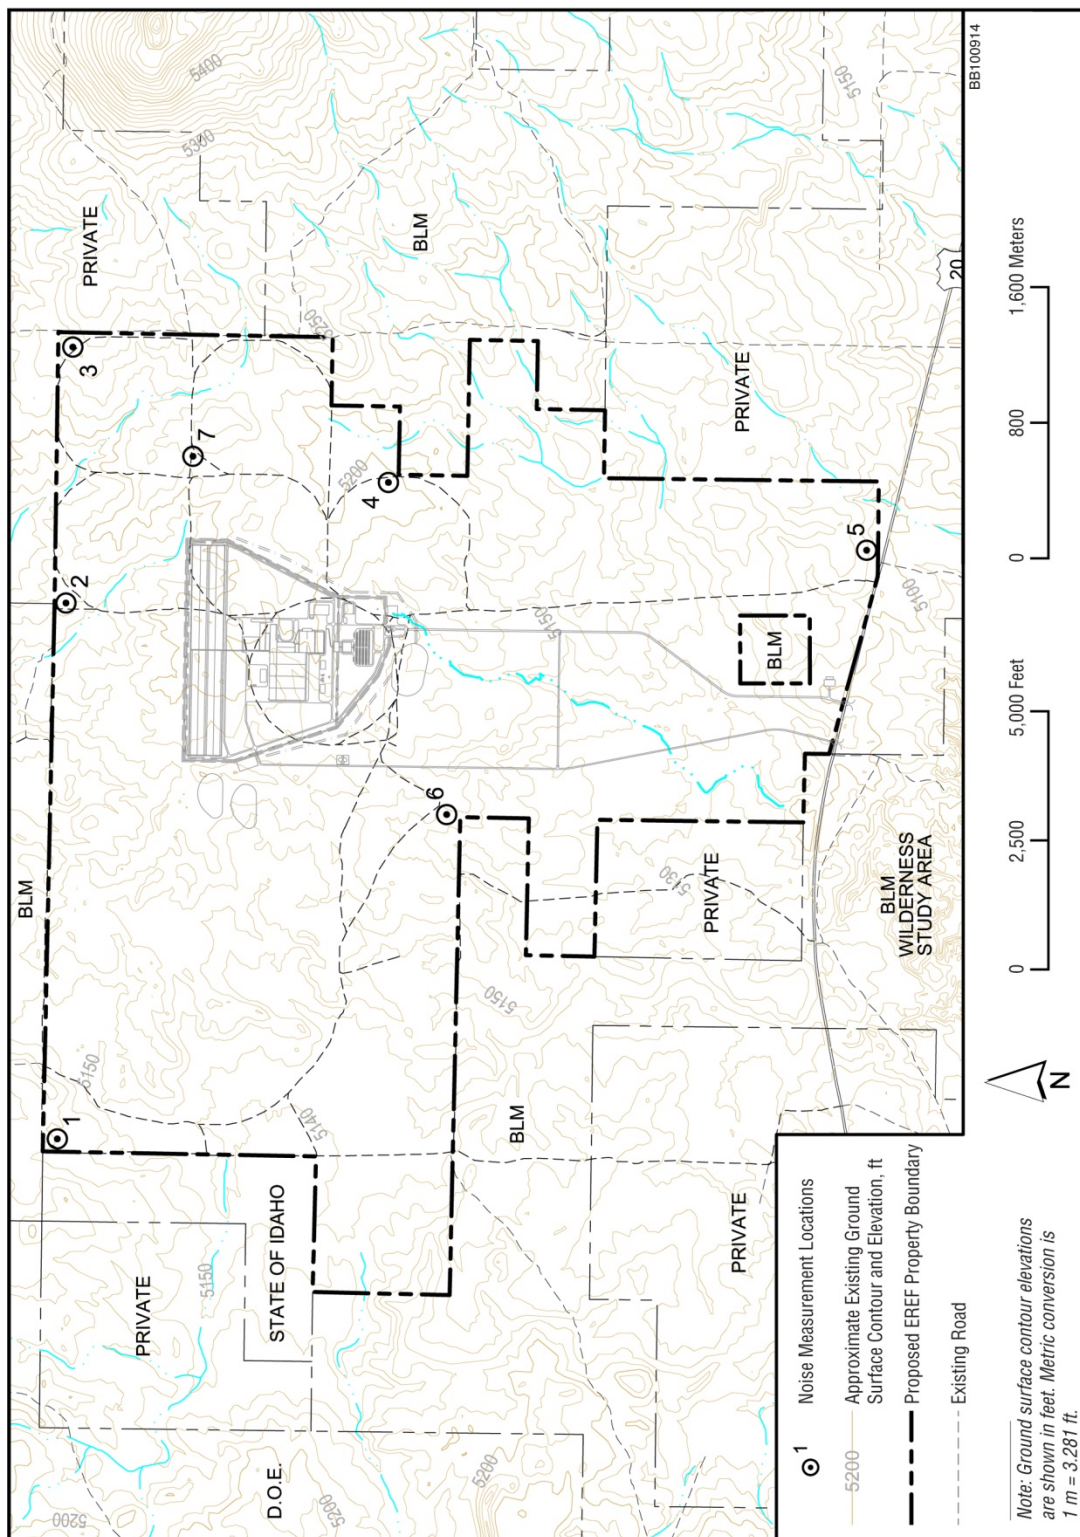 BLM
PRIVATE
1
2
3
5150
7
5400
5300
PRIVATE
5150
STATE OF IDAHO
5140
5250
BLM
5200
4
6
D.O.E.
5200
5200
5200
BLM
5150
5150
5130
PRIVATE
BLM
PRIVATE
5150
PRIVATE
5
5100
BLM
WILDERNESS
STUDY AREA
20
BB100914
1
Noise Measurement Locations
5200
Approximate Existing Ground
Surface Contour and Elevation, ft
Proposed EREF Property Boundary
Existing Road
N
0 2,500 5,000 Feet
0 800 1,600 Meters
Note: Ground surface contour elevations
are shown in feet. Metric conversion is
1 m = 3.281 ft.